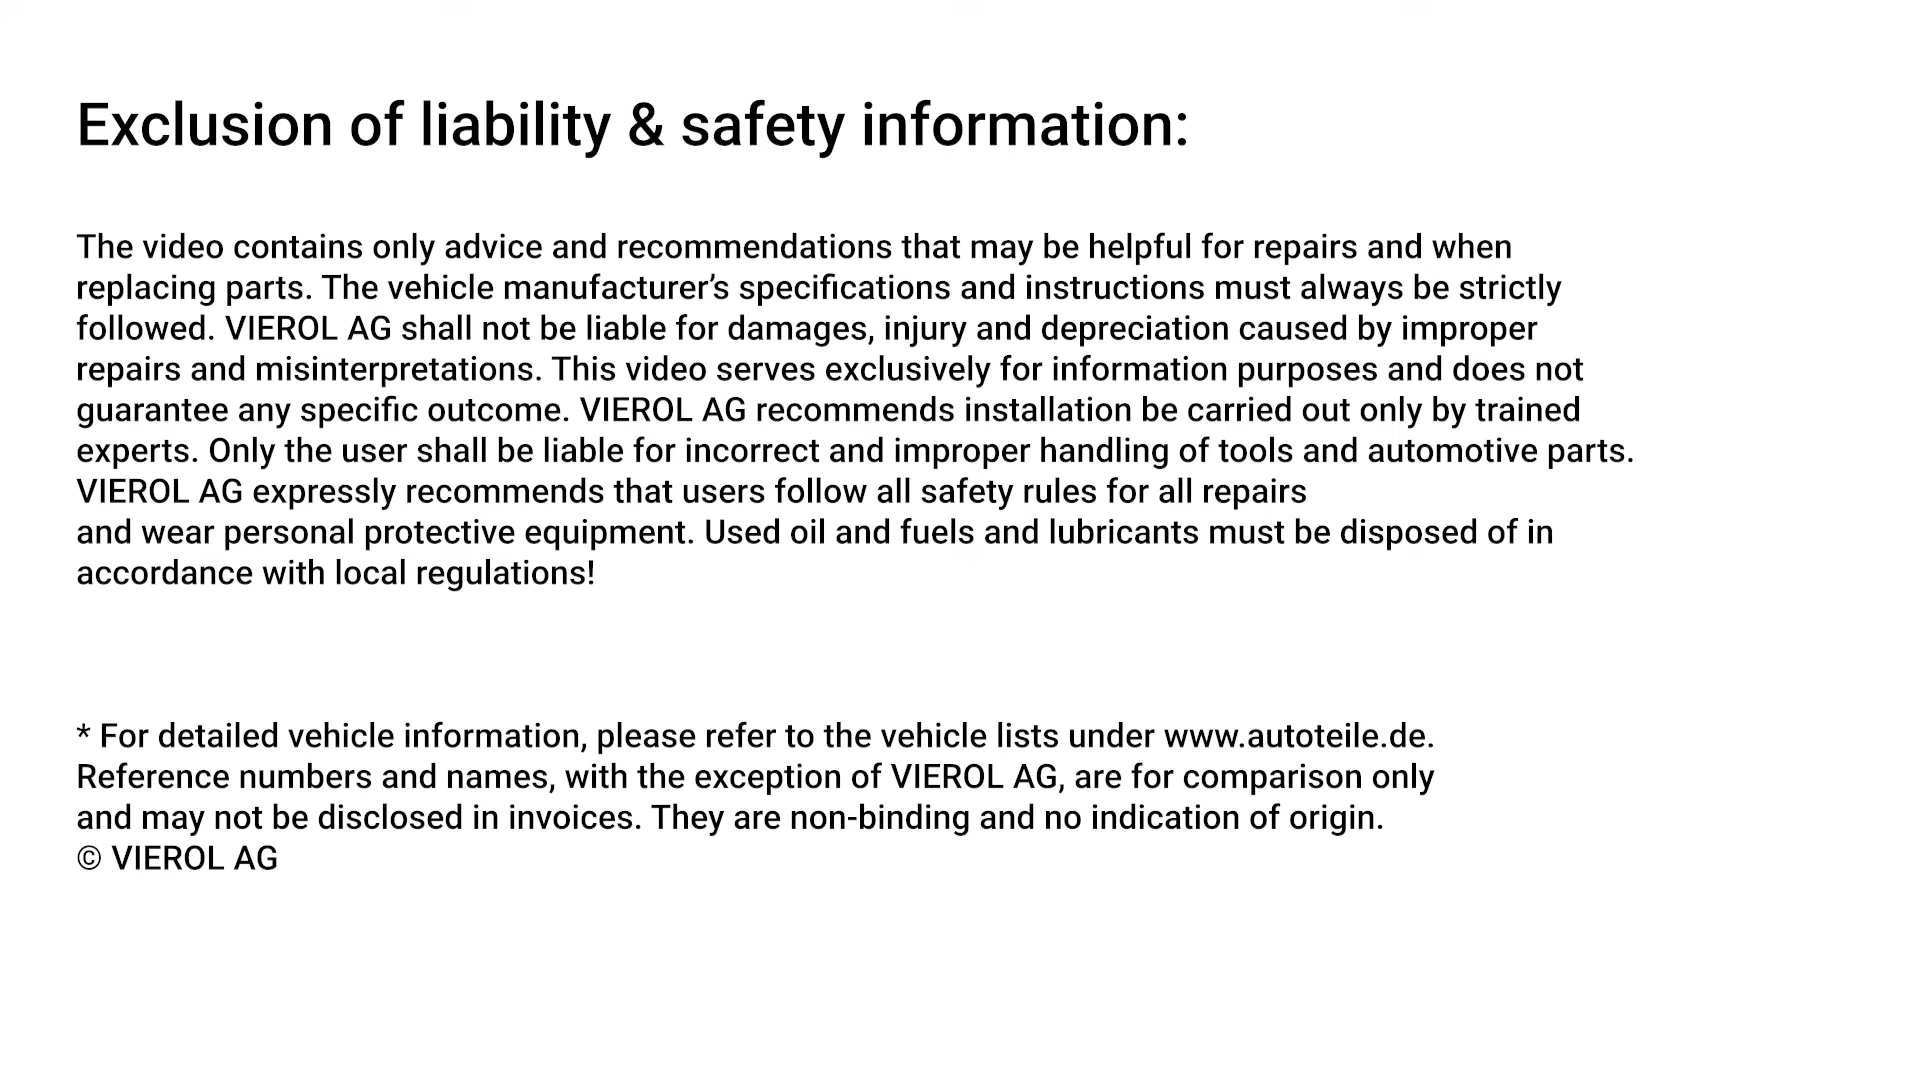 Exclusion of liability & safety information:
The video contains only advice and recommendations that may be helpful for repairs and when
replacing parts. The vehicle manufacturer’s specifications and instructions must always be strictly
followed. VIEROL AG shall not be liable for damages, injury and depreciation caused by improper
repairs and misinterpretations. This video serves exclusively for information purposes and does not
guarantee any specific outcome. VIEROL AG recommends installation be carried out only by trained
experts. Only the user shall be liable for incorrect and improper handling of tools and automotive parts.
VIEROL AG expressly recommends that users follow all safety rules for all repairs
and wear personal protective equipment. Used oil and fuels and lubricants must be disposed of in
accordance with local regulations!
* For detailed vehicle information, please refer to the vehicle lists under www.autoteile.de.
Reference numbers and names, with the exception of VIEROL AG, are for comparison only
and may not be disclosed in invoices. They are non-binding and no indication of origin.
© VIEROL AG